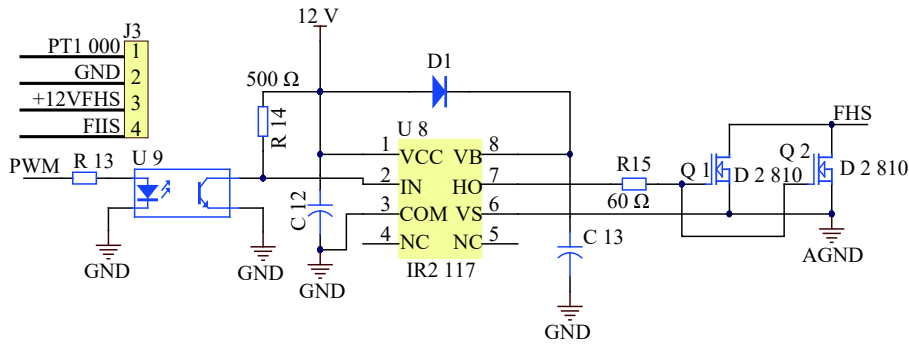 J3
PT1 000 1
GND 2
+12VFHS 3
FIIS 4
12 V
500 Ω
R 14
D1
U 8
1 VCC VB 8
2 IN HO 7
3 COM VS 6
4 NC NC 5
IR2 117
PWM
R 13
U 9
GND
GND
C 12
GND
R15
60 Ω
C 13
GND
FHS
Q 1
D 2 810
Q 2
D 2 810
AGND